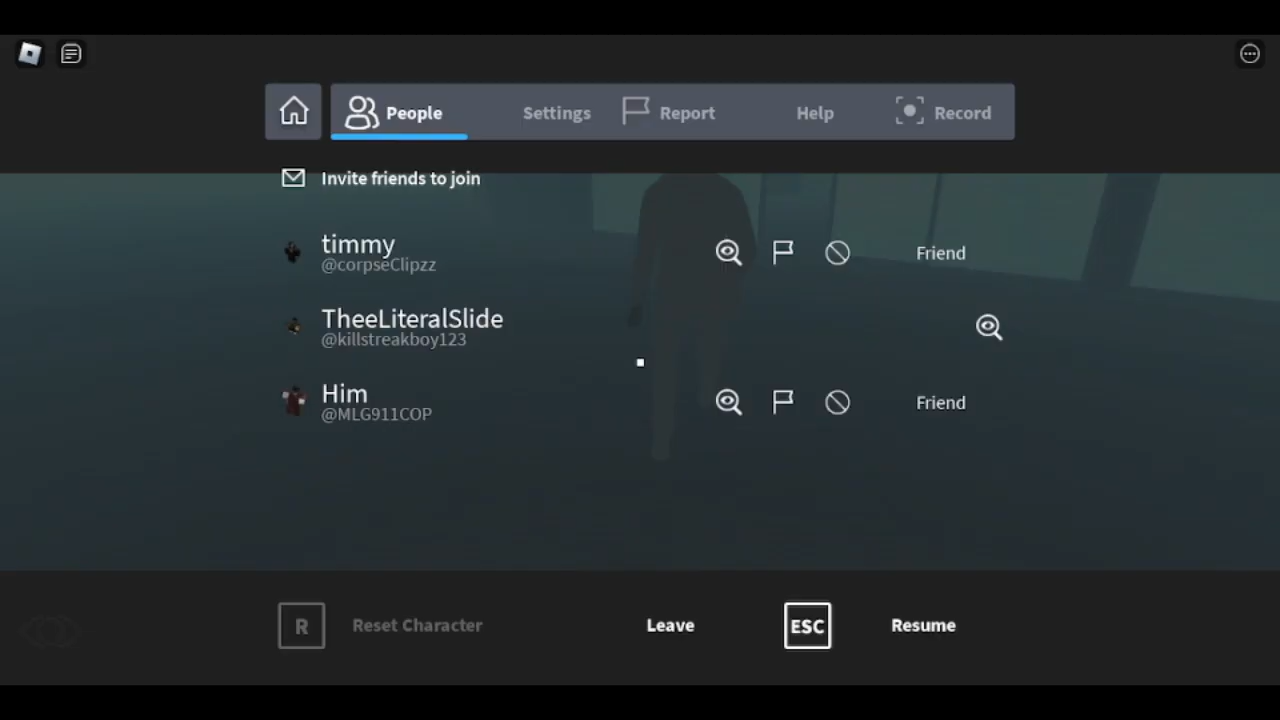 People
Settings
Report
Help
Record
Invite friends to join
timmy
@corpseClipzz
Friend
TheeLiteralSlide
@killstreakboy123
Him
@MLG911COP
Friend
R
Reset Character
Leave
ESC
Resume